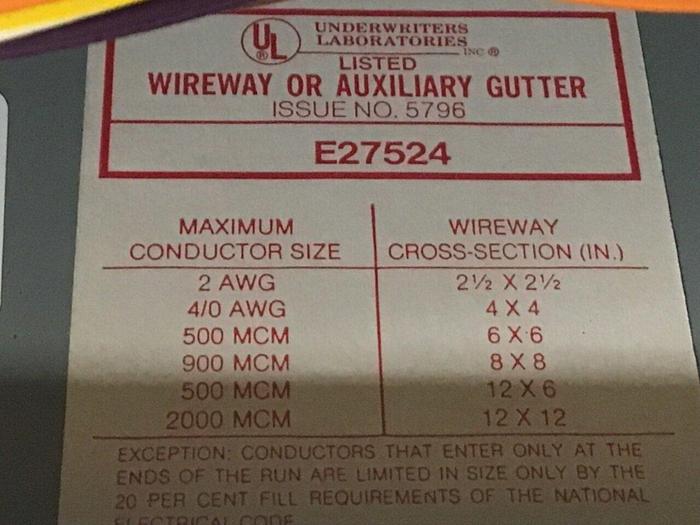 UL ®
UNDERWRITERS
LABORATORIES
INC ®
LISTED
WIREWAY OR AUXILIARY GUTTER
ISSUE NO. 5796
E27524
MAXIMUM WIREWAY
CONDUCTOR SIZE CROSS-SECTION (IN.)
2 AWG 2½ X 2½
4/0 AWG 4 X 4
500 MCM 6 X 6
900 MCM 8 X 8
500 MCM 12 X 6
2000 MCM 12 X 12
EXCEPTION: CONDUCTORS THAT ENTER ONLY AT THE
ENDS OF THE RUN ARE LIMITED IN SIZE ONLY BY THE
20 PER CENT FILL REQUIREMENTS OF THE NATIONAL
ELECTRICAL CODE